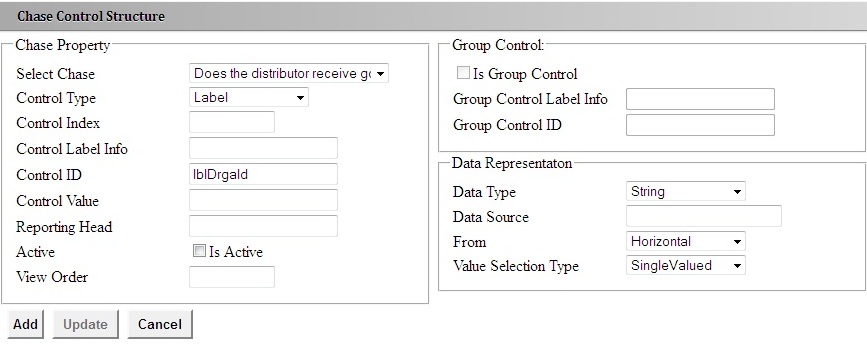 Chase Control Structure
Chase Property
Select Chase Does the distributor receive go
Control Type Label
Control Index
Control Label Info
Control ID lblDrgaId
Control Value
Reporting Head
Active Is Active
View Order
Group Control:
Is Group Control
Group Control Label Info
Group Control ID
Data Representaton
Data Type String
Data Source
From Horizontal
Value Selection Type SingleValued
Add Update Cancel